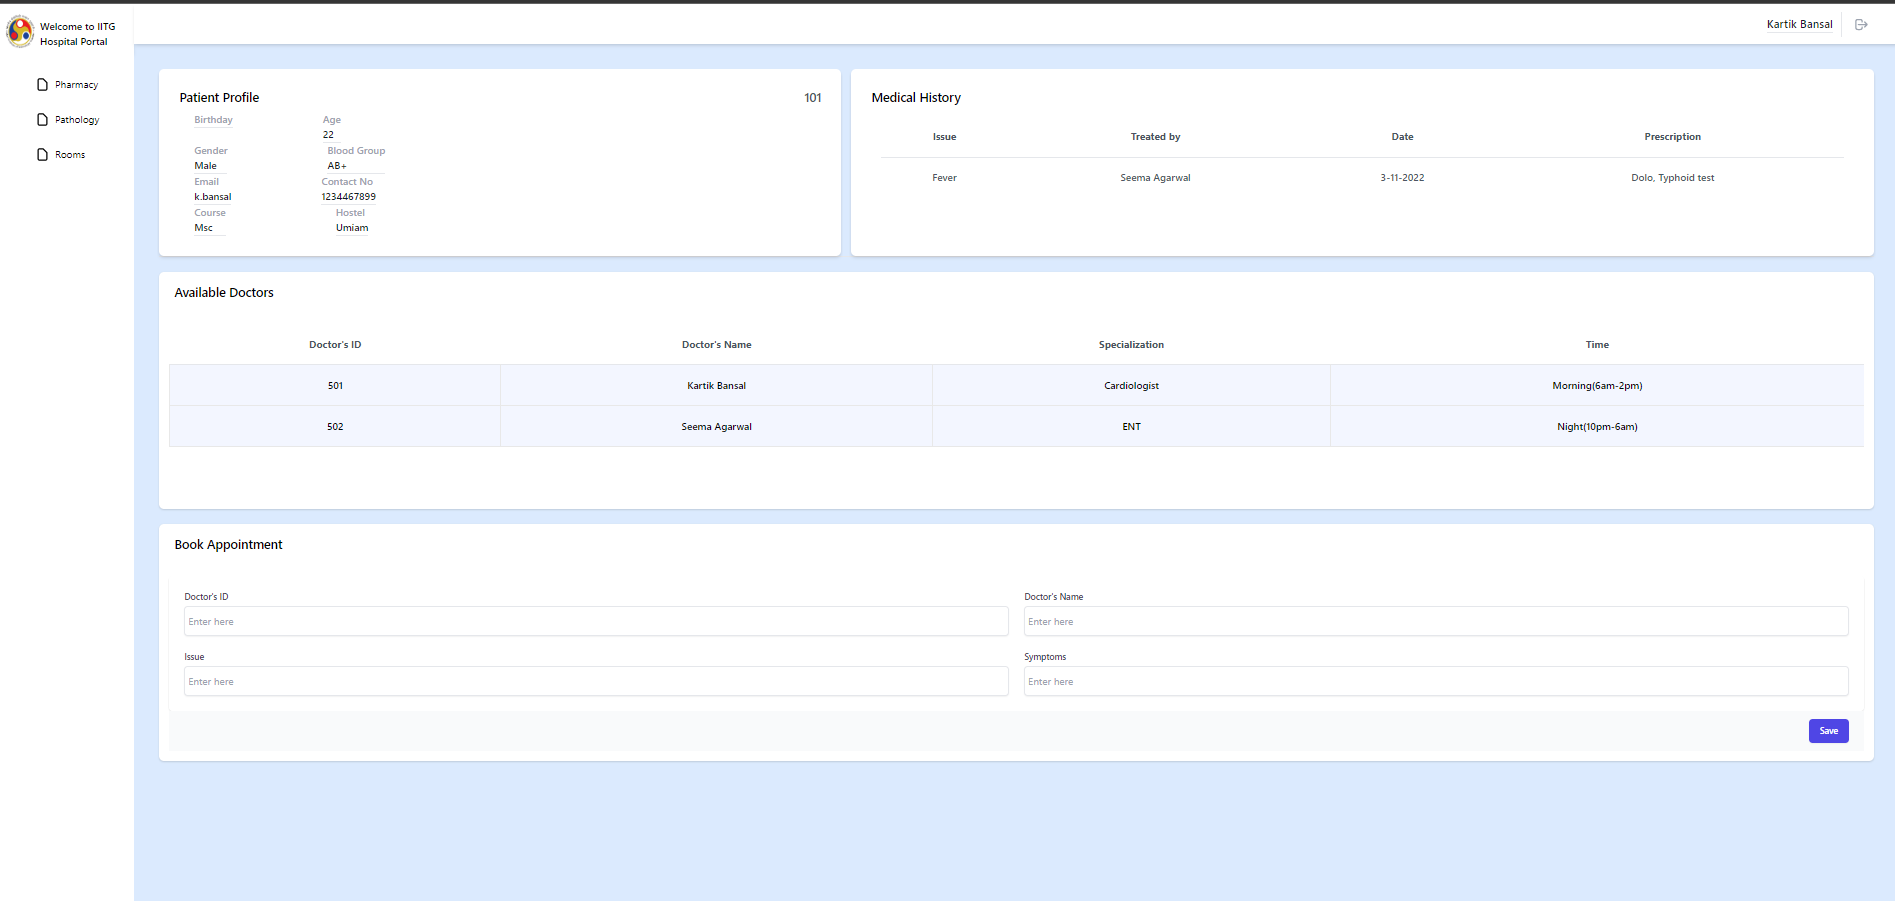 Welcome to IITG
Hospital Portal
Pharmacy
Pathology
Rooms
Kartik Bansal
Patient Profile 101
Birthday Age
22
Gender Blood Group
Male AB+
Email Contact No
k.bansal 1234467899
Course Hostel
Msc Umiam
Medical History
Issue Treated by Date Prescription
Fever Seema Agarwal 3-11-2022 Dolo, Typhoid test
Available Doctors
Doctor's ID Doctor's Name Specialization Time
501 Kartik Bansal Cardiologist Morning(6am-2pm)
502 Seema Agarwal ENT Night(10pm-6am)
Book Appointment
Doctor's ID Doctor's Name
Enter here Enter here
Issue Symptoms
Enter here Enter here
Save